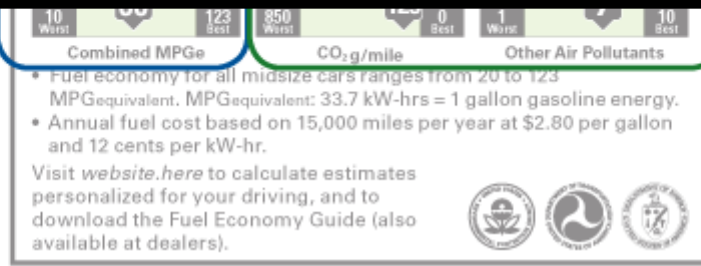 10 Worst 123 Best 850 Worst 0 Best 1 Worst 10 Best
Combined MPGe CO2 g/mile Other Air Pollutants
• Fuel economy for all midsize cars ranges from 20 to 123
MPGequivalent. MPGequivalent: 33.7 kW-hrs = 1 gallon gasoline energy.
• Annual fuel cost based on 15,000 miles per year at $2.80 per gallon
and 12 cents per kW-hr.
Visit website.here to calculate estimates
personalized for your driving, and to
download the Fuel Economy Guide (also
available at dealers).